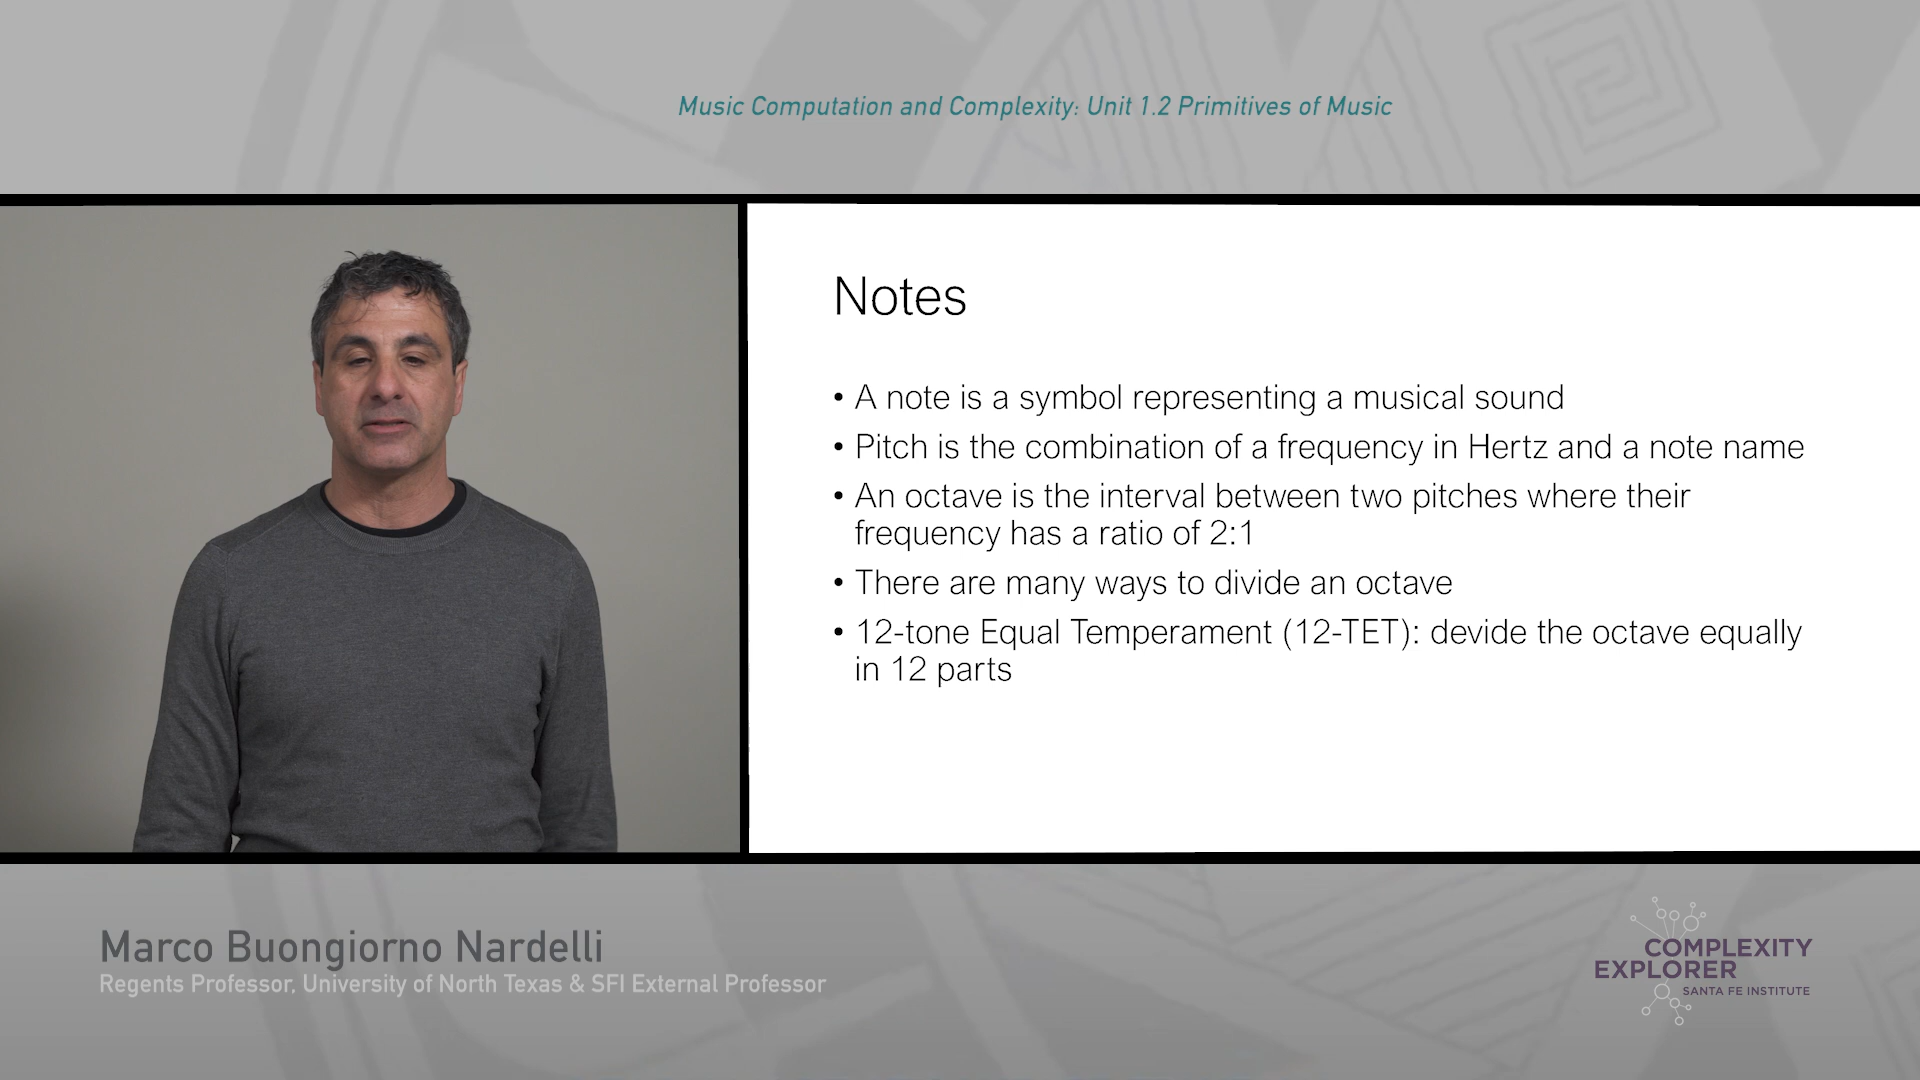 Music Computation and Complexity: Unit 1.2 Primitives of Music
Notes
• A note is a symbol representing a musical sound
• Pitch is the combination of a frequency in Hertz and a note name
• An octave is the interval between two pitches where their
frequency has a ratio of 2:1
• There are many ways to divide an octave
• 12-tone Equal Temperament (12-TET): devide the octave equally
in 12 parts
Marco Buongiorno Nardelli
Regents Professor, University of North Texas & SFI External Professor
COMPLEXITY
EXPLORER
SANTA FE INSTITUTE